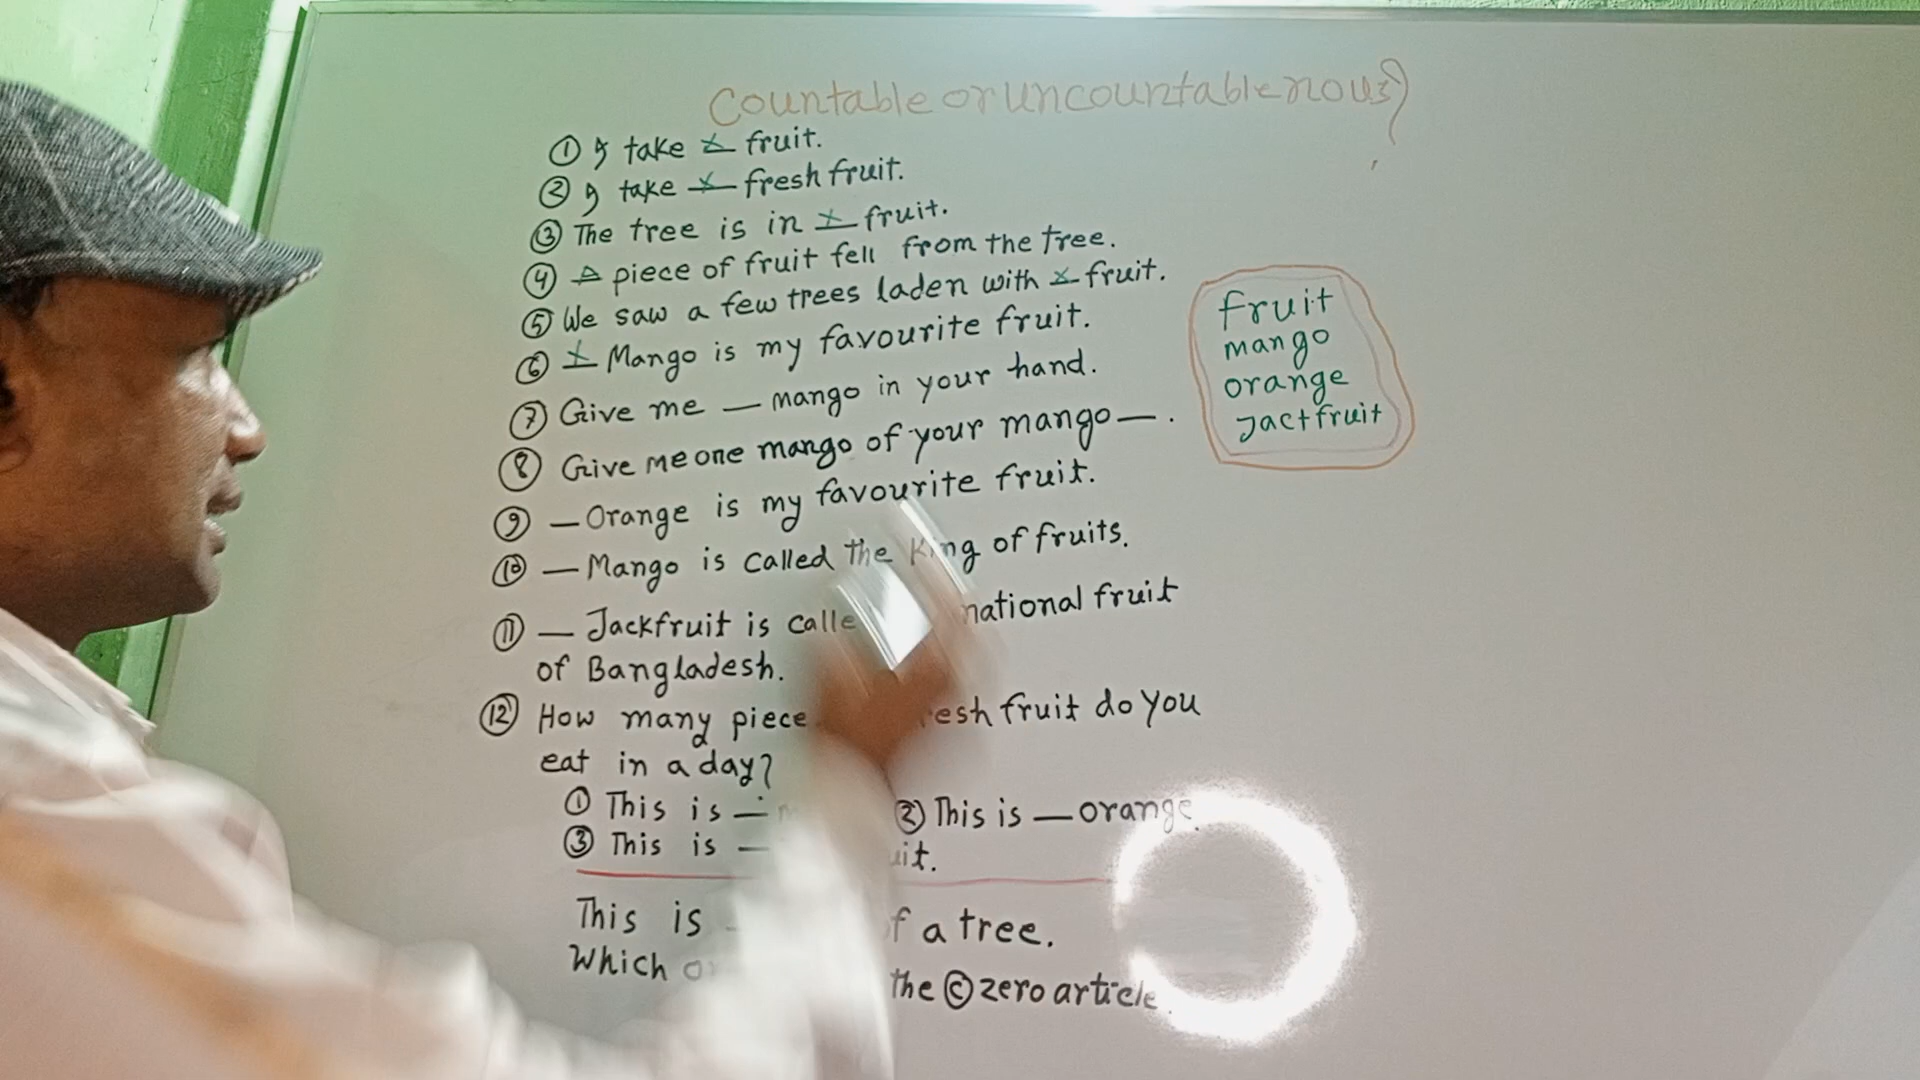 Countable or uncountable nous?
① I take × fruit.
② I take × fresh fruit.
③ The tree is in × fruit.
④ A piece of fruit fell from the tree.
⑤ We saw a few trees laden with × fruit.
⑥ × Mango is my favourite fruit.
⑦ Give me — mango in your hand.
⑧ Give me one mango of your mango—.
⑨ — Orange is my favourite fruit.
⑩ — Mango is called the king of fruits.
⑪ — Jackfruit is calle national fruit
of Bangladesh.
⑫ How many piece fruit do you
eat in a day?
① This is — ② This is — orange.
③ This is —
This is a tree.
Which the ⓒ zero article.
fruit
mango
orange
Jactfruit